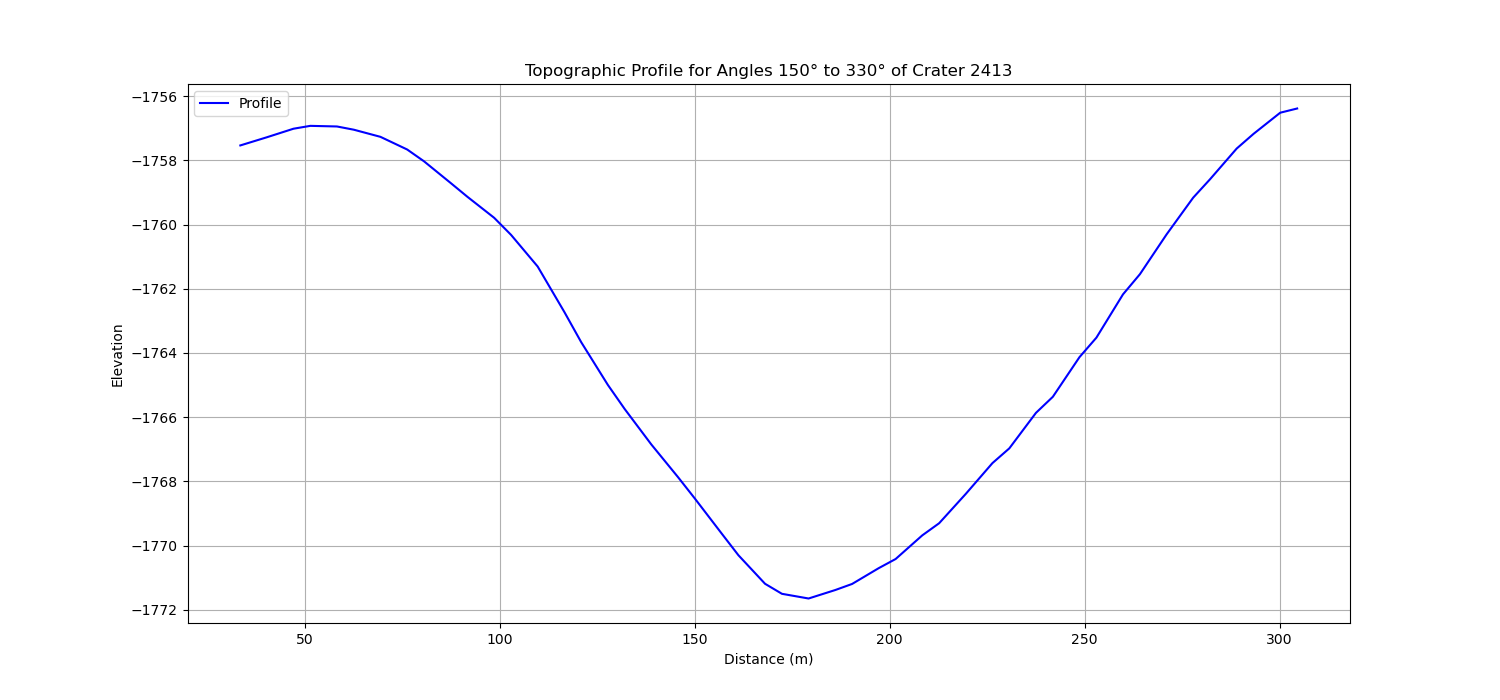 Topographic Profile for Angles 150° to 330° of Crater 2413
Profile
−1756
−1758
−1760
−1762
−1764
−1766
−1768
−1770
−1772
Elevation
50 100 150 200 250 300
Distance (m)